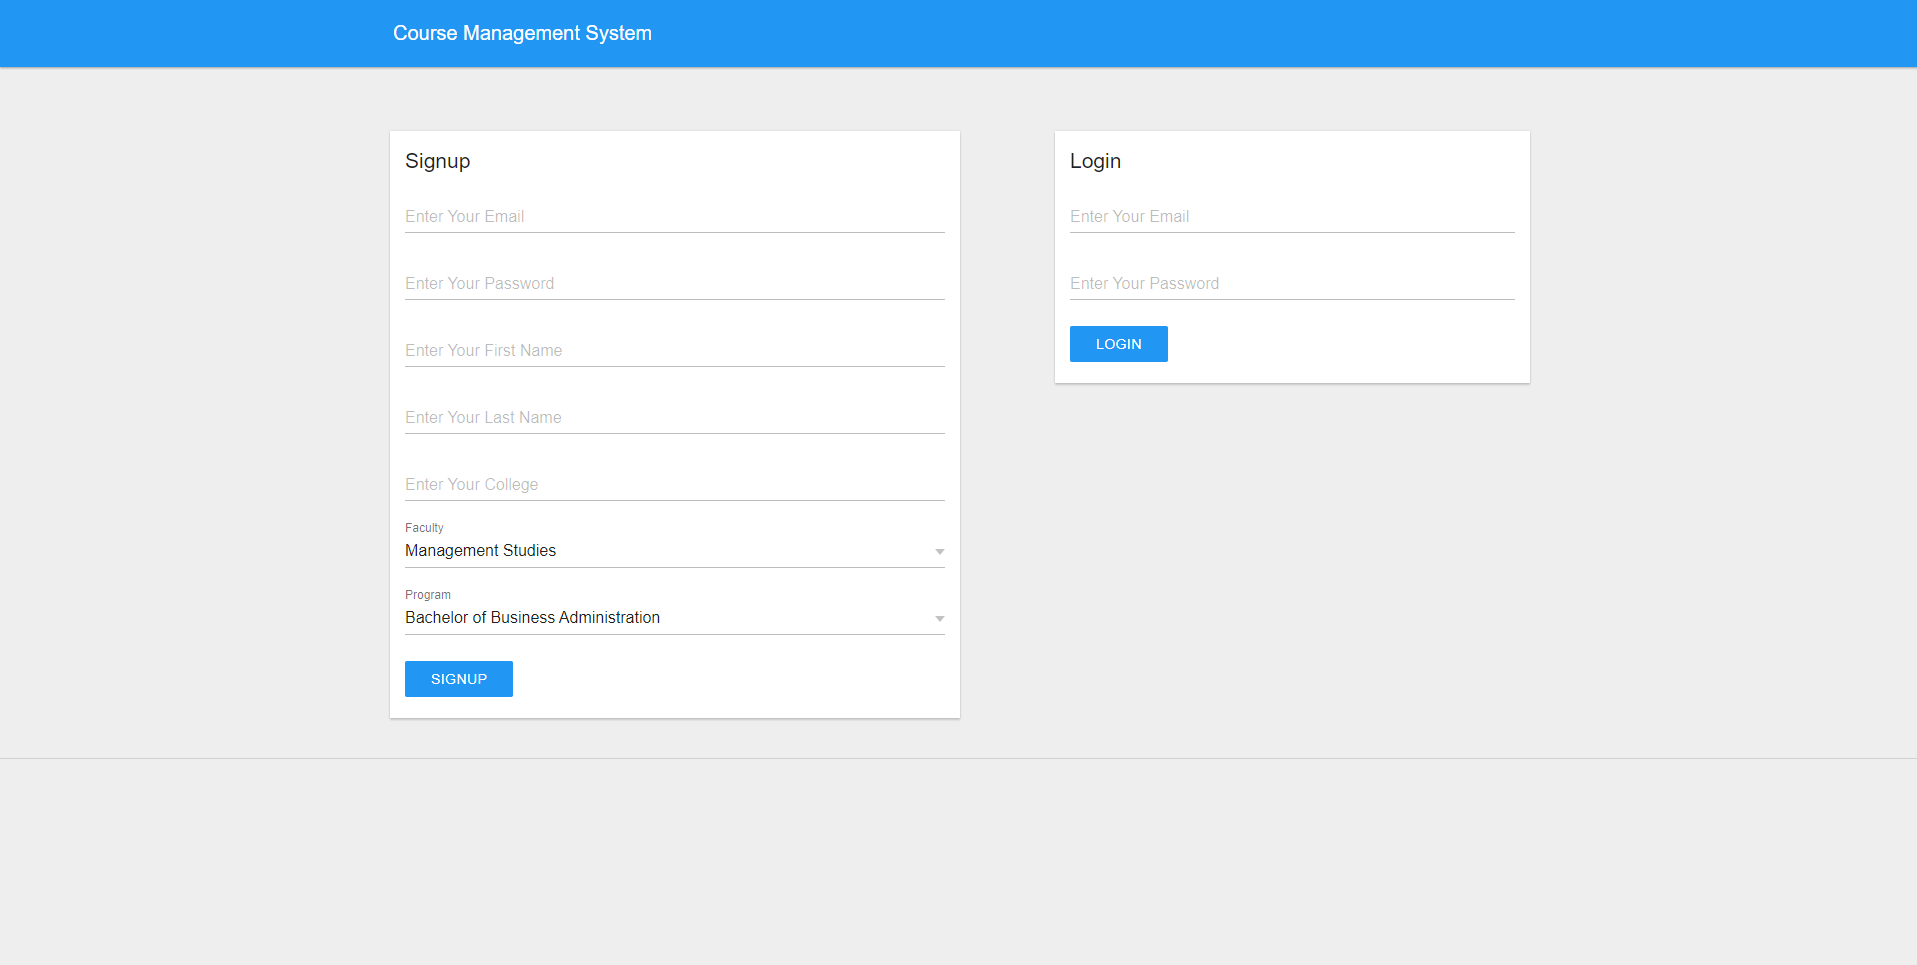 Course Management System
Signup
Enter Your Email
Enter Your Password
Enter Your First Name
Enter Your Last Name
Enter Your College
Faculty
Management Studies
Program
Bachelor of Business Administration
SIGNUP
Login
Enter Your Email
Enter Your Password
LOGIN